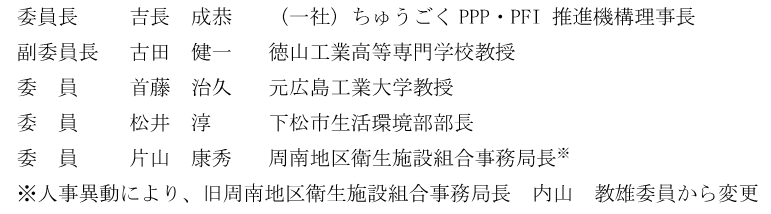 委員長　　吉長　成恭　　（一社）ちゅうごく PPP・PFI 推進機構理事長
副委員長　古田　健一　　徳山工業高等専門学校教授
委　員　　首藤　治久　　元広島工業大学教授
委　員　　松井　淳　　　下松市生活環境部部長
委　員　　片山　康秀　　周南地区衛生施設組合事務局長※
※人事異動により、旧周南地区衛生施設組合事務局長　内山　教雄委員から変更